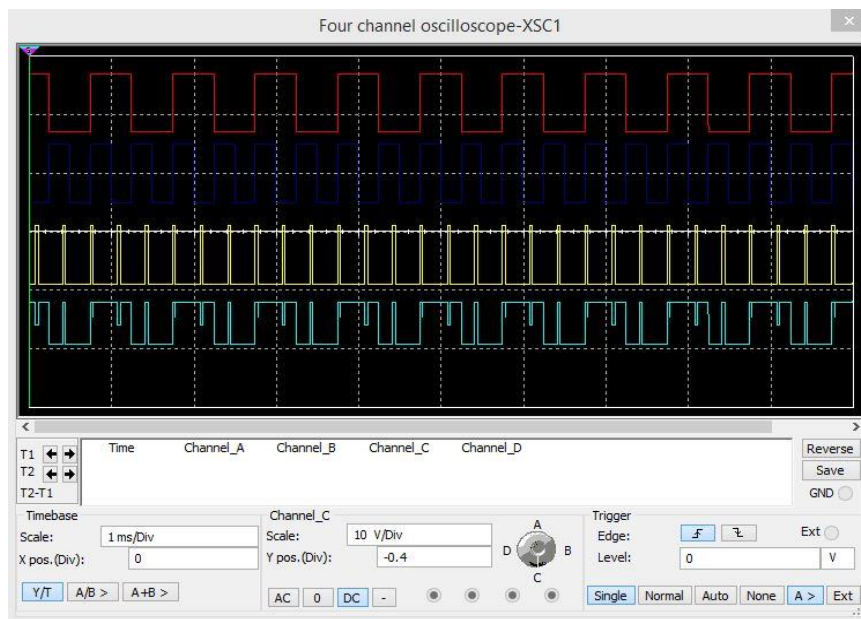 Four channel oscilloscope-XSC1
×
Time Channel_A Channel_B Channel_C Channel_D
T1
T2
T2-T1
Reverse
Save
GND
Timebase
Scale: 1 ms/Div
X pos.(Div): 0
Y/T A/B > A+B >
Channel_C
Scale: 10 V/Div
Y pos.(Div): -0.4
AC 0 DC -
A
B
C
D
Trigger
Edge:
Ext
Level: 0 V
Single Normal Auto None A > Ext